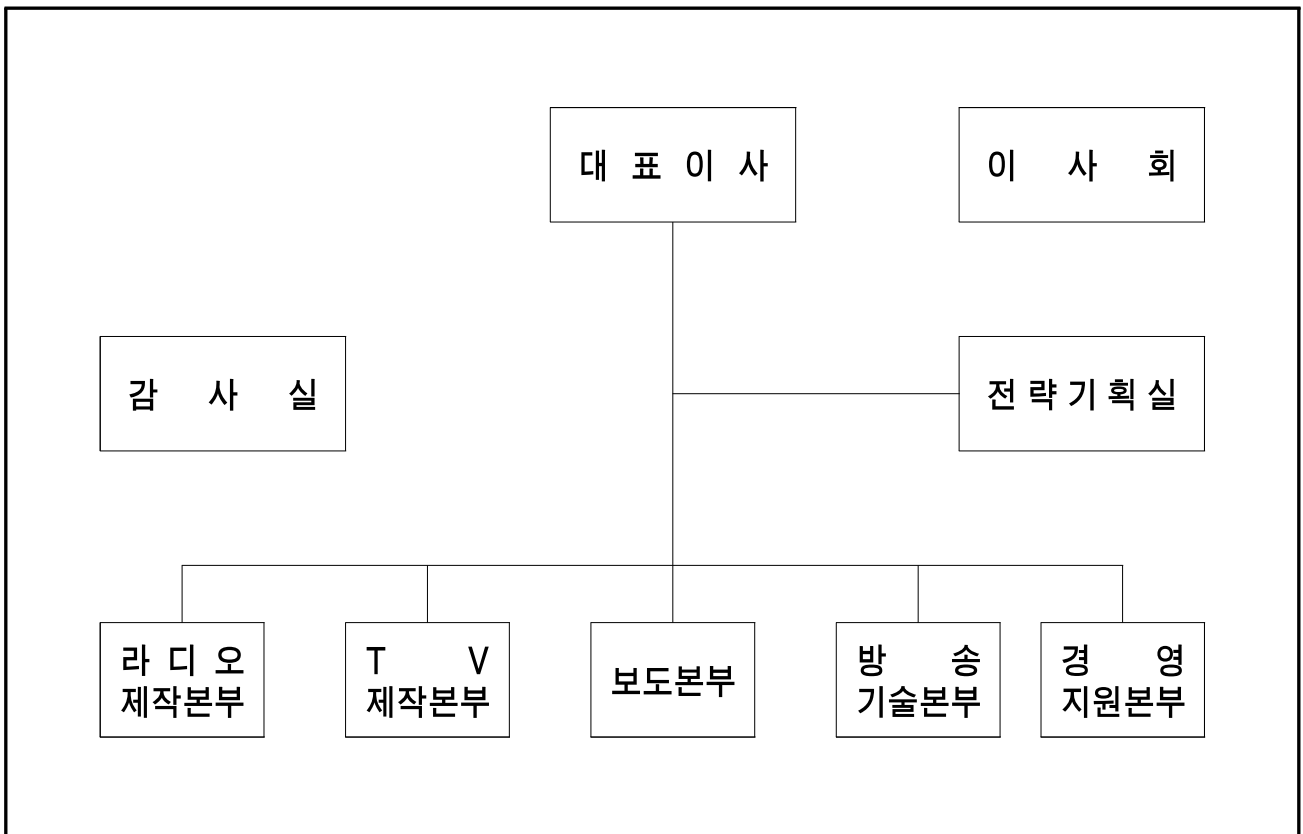 대 표 이 사
이 사 회
감 사 실
전 략 기 획 실
라 디 오
제작본부
T V
제작본부
보도본부
방 송
기술본부
경 영
지원본부